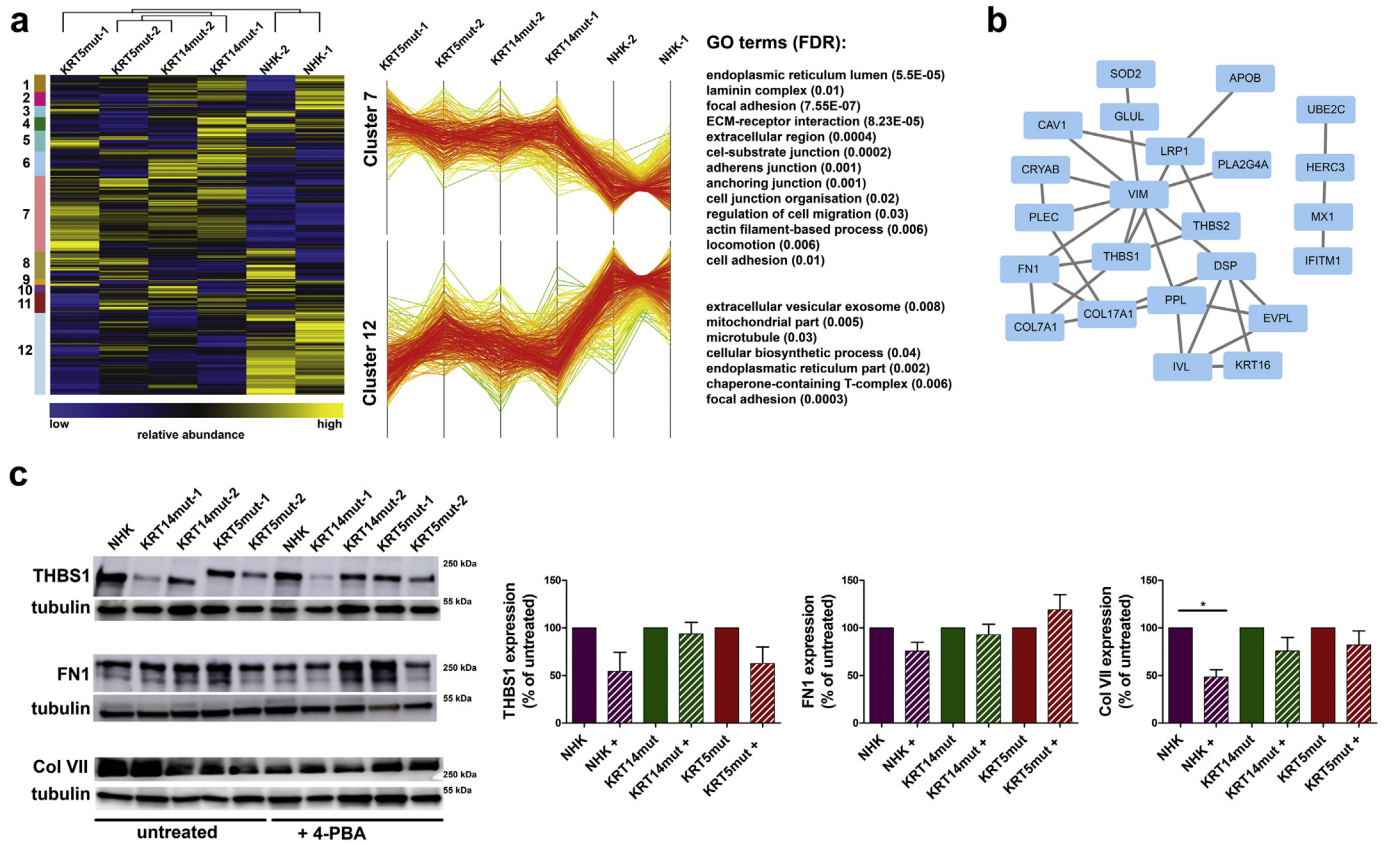 a
KRT5mut-1
KRT5mut-2
KRT14mut-2
KRT14mut-1
NHK-2
NHK-1
1
2
3
4
5
6
7
8
9
10
11
12
low
high
relative abundance
KRT5mut-1
KRT5mut-2
KRT14mut-2
KRT14mut-1
NHK-2
NHK-1
Cluster 7
Cluster 12
GO terms (FDR):
endoplasmic reticulum lumen (5.5E-05)
laminin complex (0.01)
focal adhesion (7.55E-07)
ECM-receptor interaction (8.23E-05)
extracellular region (0.0004)
cel-substrate junction (0.0002)
adherens junction (0.001)
anchoring junction (0.001)
cell junction organisation (0.02)
regulation of cell migration (0.03)
actin filament-based process (0.006)
locomotion (0.006)
cell adhesion (0.01)
extracellular vesicular exosome (0.008)
mitochondrial part (0.005)
microtubule (0.03)
cellular biosynthetic process (0.04)
endoplasmatic reticulum part (0.002)
chaperone-containing T-complex (0.006)
focal adhesion (0.0003)
b
SOD2
APOB
GLUL
UBE2C
CAV1
LRP1
CRYAB
PLA2G4A
HERC3
VIM
PLEC
THBS2
MX1
FN1
THBS1
DSP
IFITM1
PPL
COL7A1
COL17A1
EVPL
IVL
KRT16
c
NHK
KRT14mut-1
KRT14mut-2
KRT5mut-1
KRT5mut-2
NHK
KRT14mut-1
KRT14mut-2
KRT5mut-1
KRT5mut-2
THBS1
250 kDa
tubulin
55 kDa
FN1
250 kDa
tubulin
55 kDa
Col VII
250 kDa
tubulin
55 kDa
untreated
+ 4-PBA
THBS1 expression
(% of untreated)
150
100
50
0
NHK
NHK +
KRT14mut
KRT14mut +
KRT5mut
KRT5mut +
FN1 expression
(% of untreated)
150
100
50
0
NHK
NHK +
KRT14mut
KRT14mut +
KRT5mut
KRT5mut +
Col VII expression
(% of untreated)
150
100
50
0
*
NHK
NHK +
KRT14mut
KRT14mut +
KRT5mut
KRT5mut +